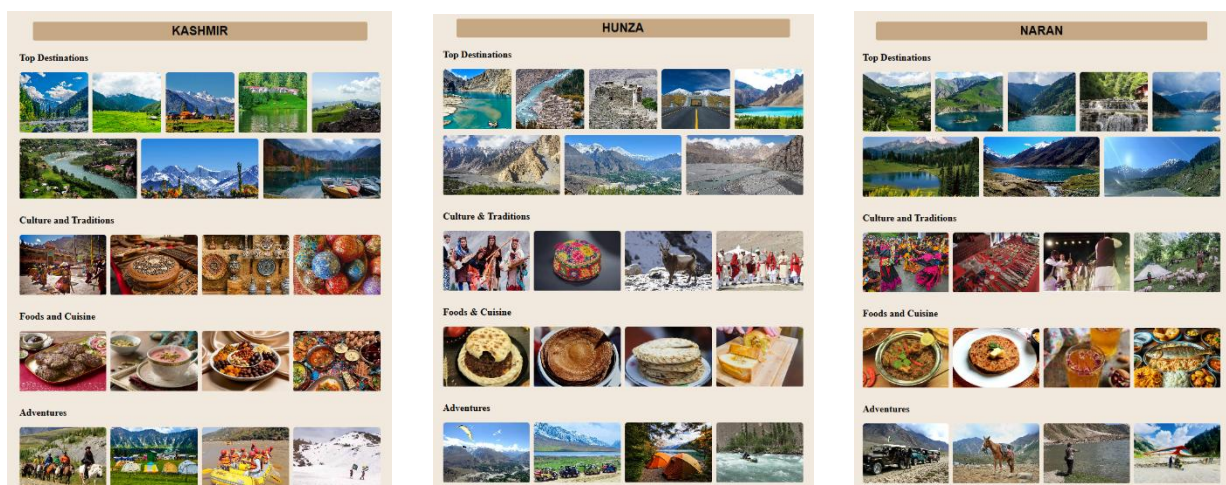 KASHMIR
Top Destinations
Culture and Traditions
Foods and Cuisine
Adventures
HUNZA
Top Destinations
Culture & Traditions
Foods & Cuisine
Adventures
NARAN
Top Destinations
Culture and Traditions
Foods and Cuisine
Adventures